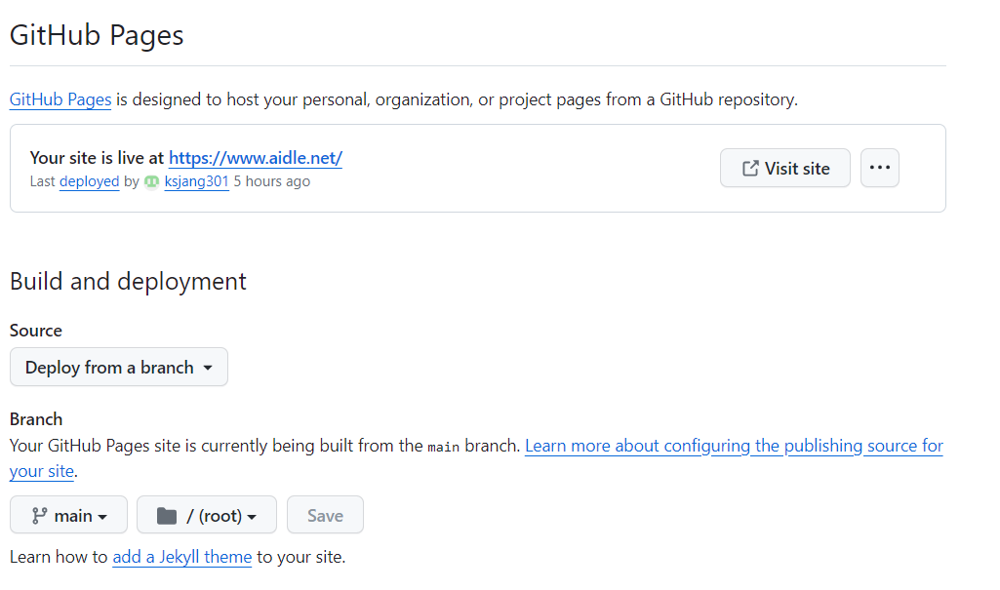 GitHub Pages
GitHub Pages is designed to host your personal, organization, or project pages from a GitHub repository.
Your site is live at https://www.aidle.net/
Last deployed by ksjang301 5 hours ago
Visit site
Build and deployment
Source
Deploy from a branch
Branch
Your GitHub Pages site is currently being built from the main branch. Learn more about configuring the publishing source for
your site.
main
/ (root)
Save
Learn how to add a Jekyll theme to your site.